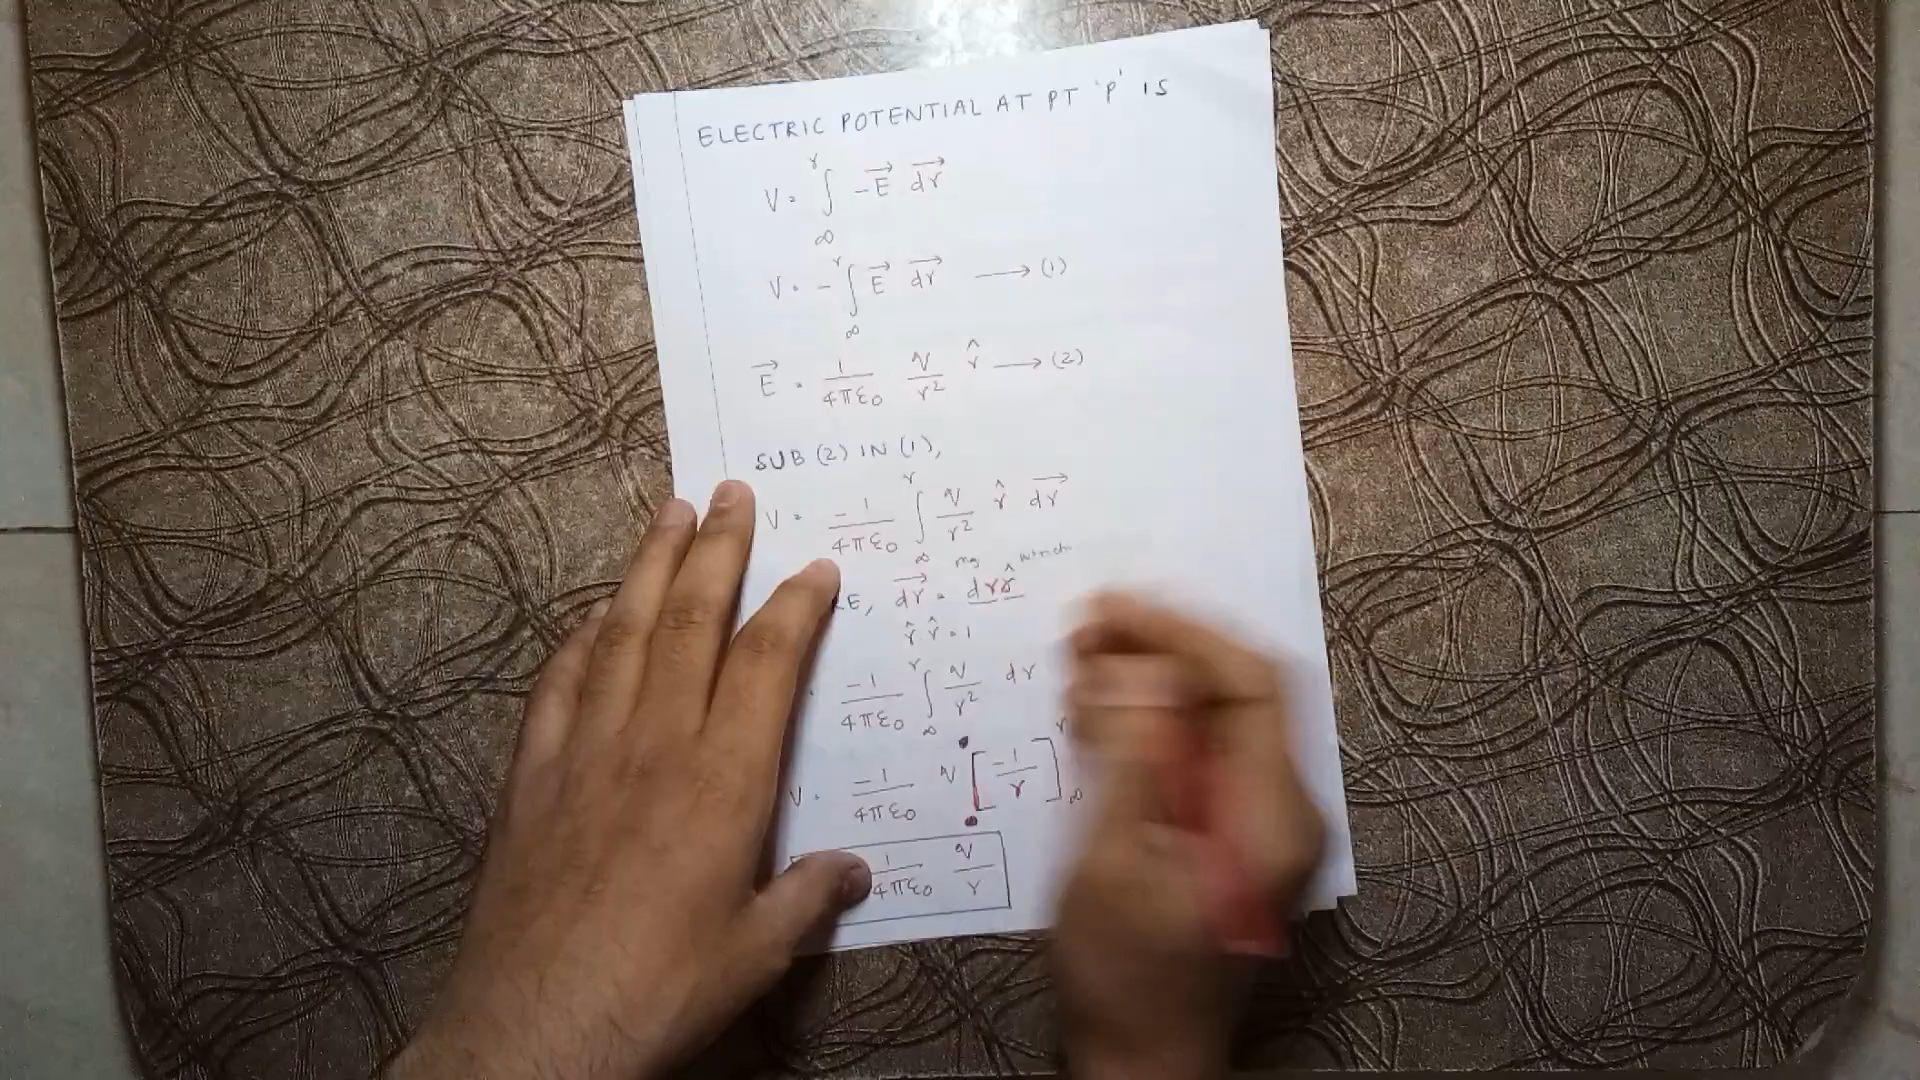 ELECTRIC POTENTIAL AT PT 'P' IS
V = ∫_∞^r -E⃗ dr⃗
V = - ∫_∞^r E⃗ dr⃗ ⟶ (1)
E⃗ = 1/4πε₀ q/r² r̂ ⟶ (2)
SUB (2) IN (1),
V = -1/4πε₀ ∫_∞^r q/r² r̂ dr⃗
dr⃗ = dr r̂
r̂ r̂ = 1
-1/4πε₀ ∫_∞^r q/r² dr
V = -1/4πε₀ q [-1/r]_∞^r
1/4πε₀ q/r